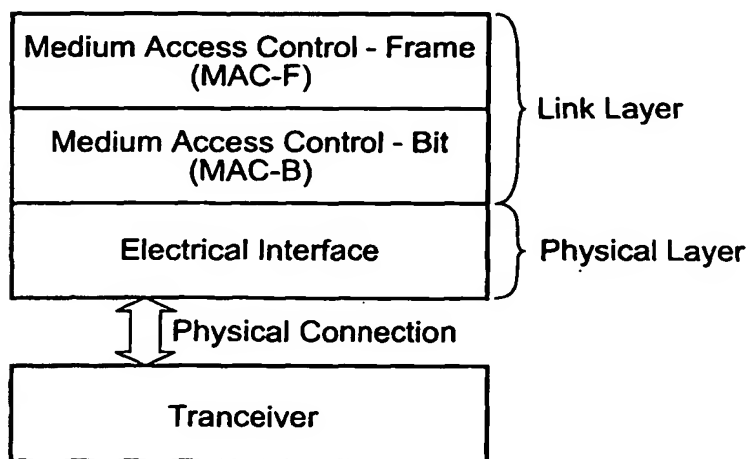 Medium Access Control - Frame
(MAC-F)
Link Layer
Medium Access Control - Bit
(MAC-B)
Electrical Interface
Physical Layer
Physical Connection
Tranceiver